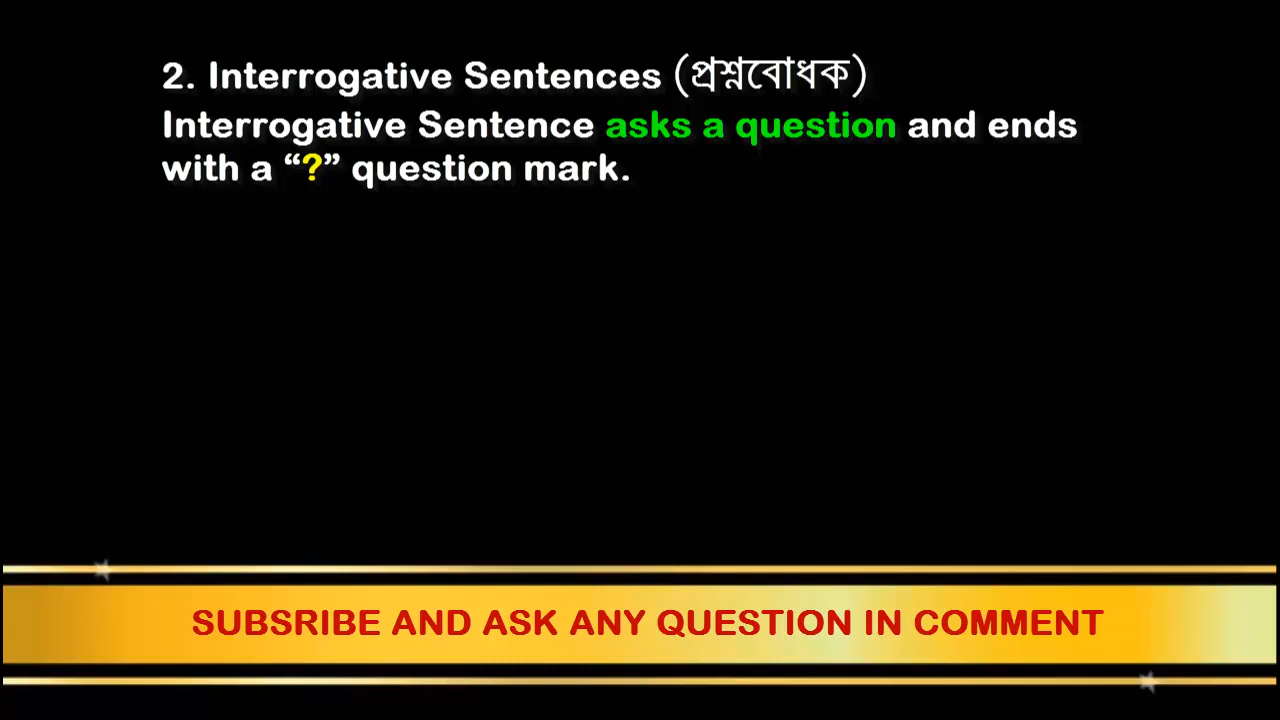 2. Interrogative Sentences (প্রশ্নবোধক)
Interrogative Sentence asks a question and ends
with a “?” question mark.
SUBSRIBE AND ASK ANY QUESTION IN COMMENT